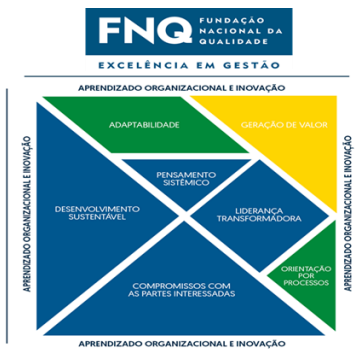 FNQ
FUNDAÇÃO
NACIONAL DA
QUALIDADE
EXCELÊNCIA EM GESTÃO
APRENDIZADO ORGANIZACIONAL E INOVAÇÃO
APRENDIZADO ORGANIZACIONAL E INOVAÇÃO
ADAPTABILIDADE
GERAÇÃO DE VALOR
PENSAMENTO
SISTÊMICO
DESENVOLVIMENTO
SUSTENTÁVEL
LIDERANÇA
TRANSFORMADORA
ORIENTAÇÃO
POR
PROCESSOS
COMPROMISSOS COM
AS PARTES INTERESSADAS
APRENDIZADO ORGANIZACIONAL E INOVAÇÃO
APRENDIZADO ORGANIZACIONAL E INOVAÇÃO